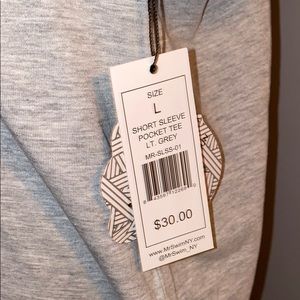 SIZE
L
SHORT SLEEVE
POCKET TEE
LT. GREY
MR-SLSS-01
$30.00
www.MrSwimNY.com
@MrSwim_NY